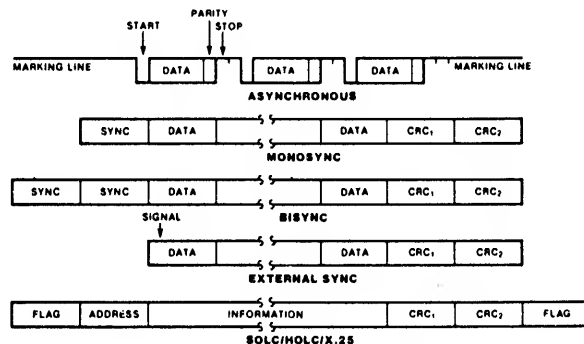 PARITY
START STOP
MARKING LINE DATA DATA DATA MARKING LINE
ASYNCHRONOUS
SYNC DATA DATA CRC₁ CRC₂
MONOSYNC
SYNC SYNC DATA DATA CRC₁ CRC₂
BISYNC
SIGNAL
DATA DATA CRC₁ CRC₂
EXTERNAL SYNC
FLAG ADDRESS INFORMATION CRC₁ CRC₂ FLAG
SDLC/HDLC/X.25